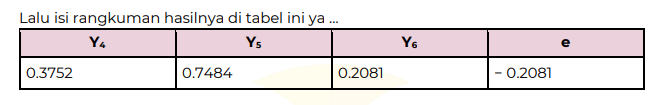 Lalu isi rangkuman hasilnya di tabel ini ya ...
Y₄ Y₅ Y₆ e
0.3752 0.7484 0.2081 − 0.2081